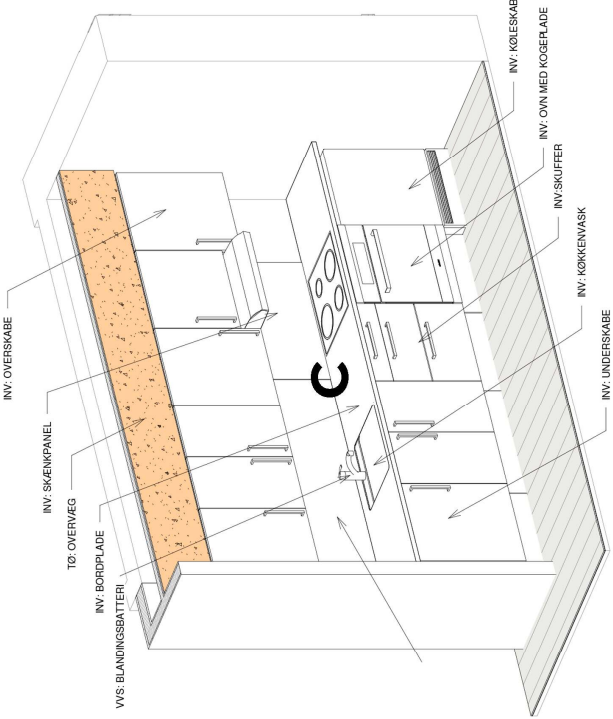 INV: OVERSKABE
INV: SKÆNKPANEL
TØ: OVERVÆG
INV: BORDPLADE
VVS: BLANDINGSBATTERI
INV: KØLESKAB
INV: OVN MED KOGEPLADE
INV:SKUFFER
INV: KØKKENVASK
INV: UNDERSKABE
C